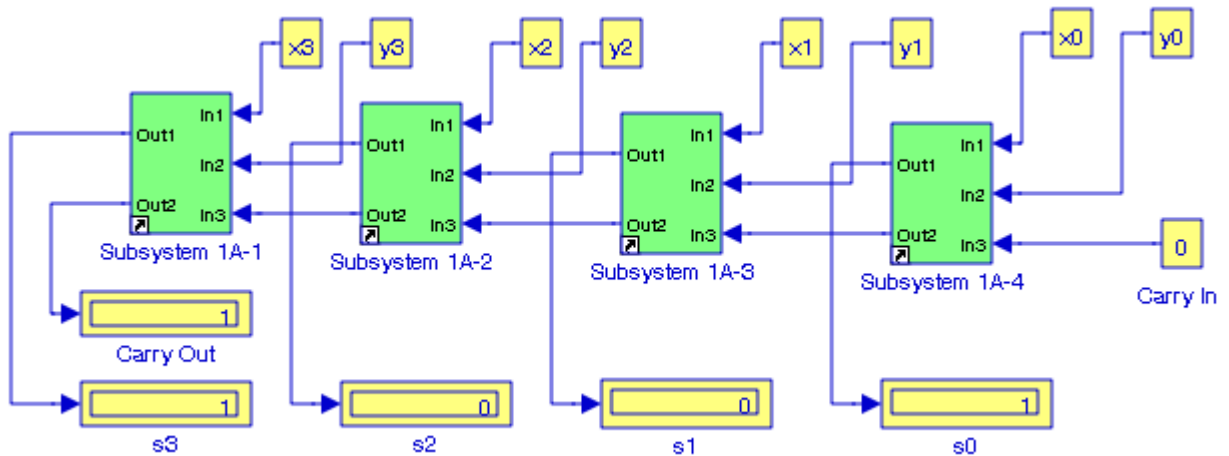 x3 y3 x2 y2 x1 y1 x0 y0
In1
Out1
In2
Out2
In3
Subsystem 1A-1
In1
Out1
In2
Out2
In3
Subsystem 1A-2
In1
Out1
In2
Out2
In3
Subsystem 1A-3
In1
Out1
In2
Out2
In3
Subsystem 1A-4
0
Carry In
1
Carry Out
1
s3
0
s2
0
s1
1
s0